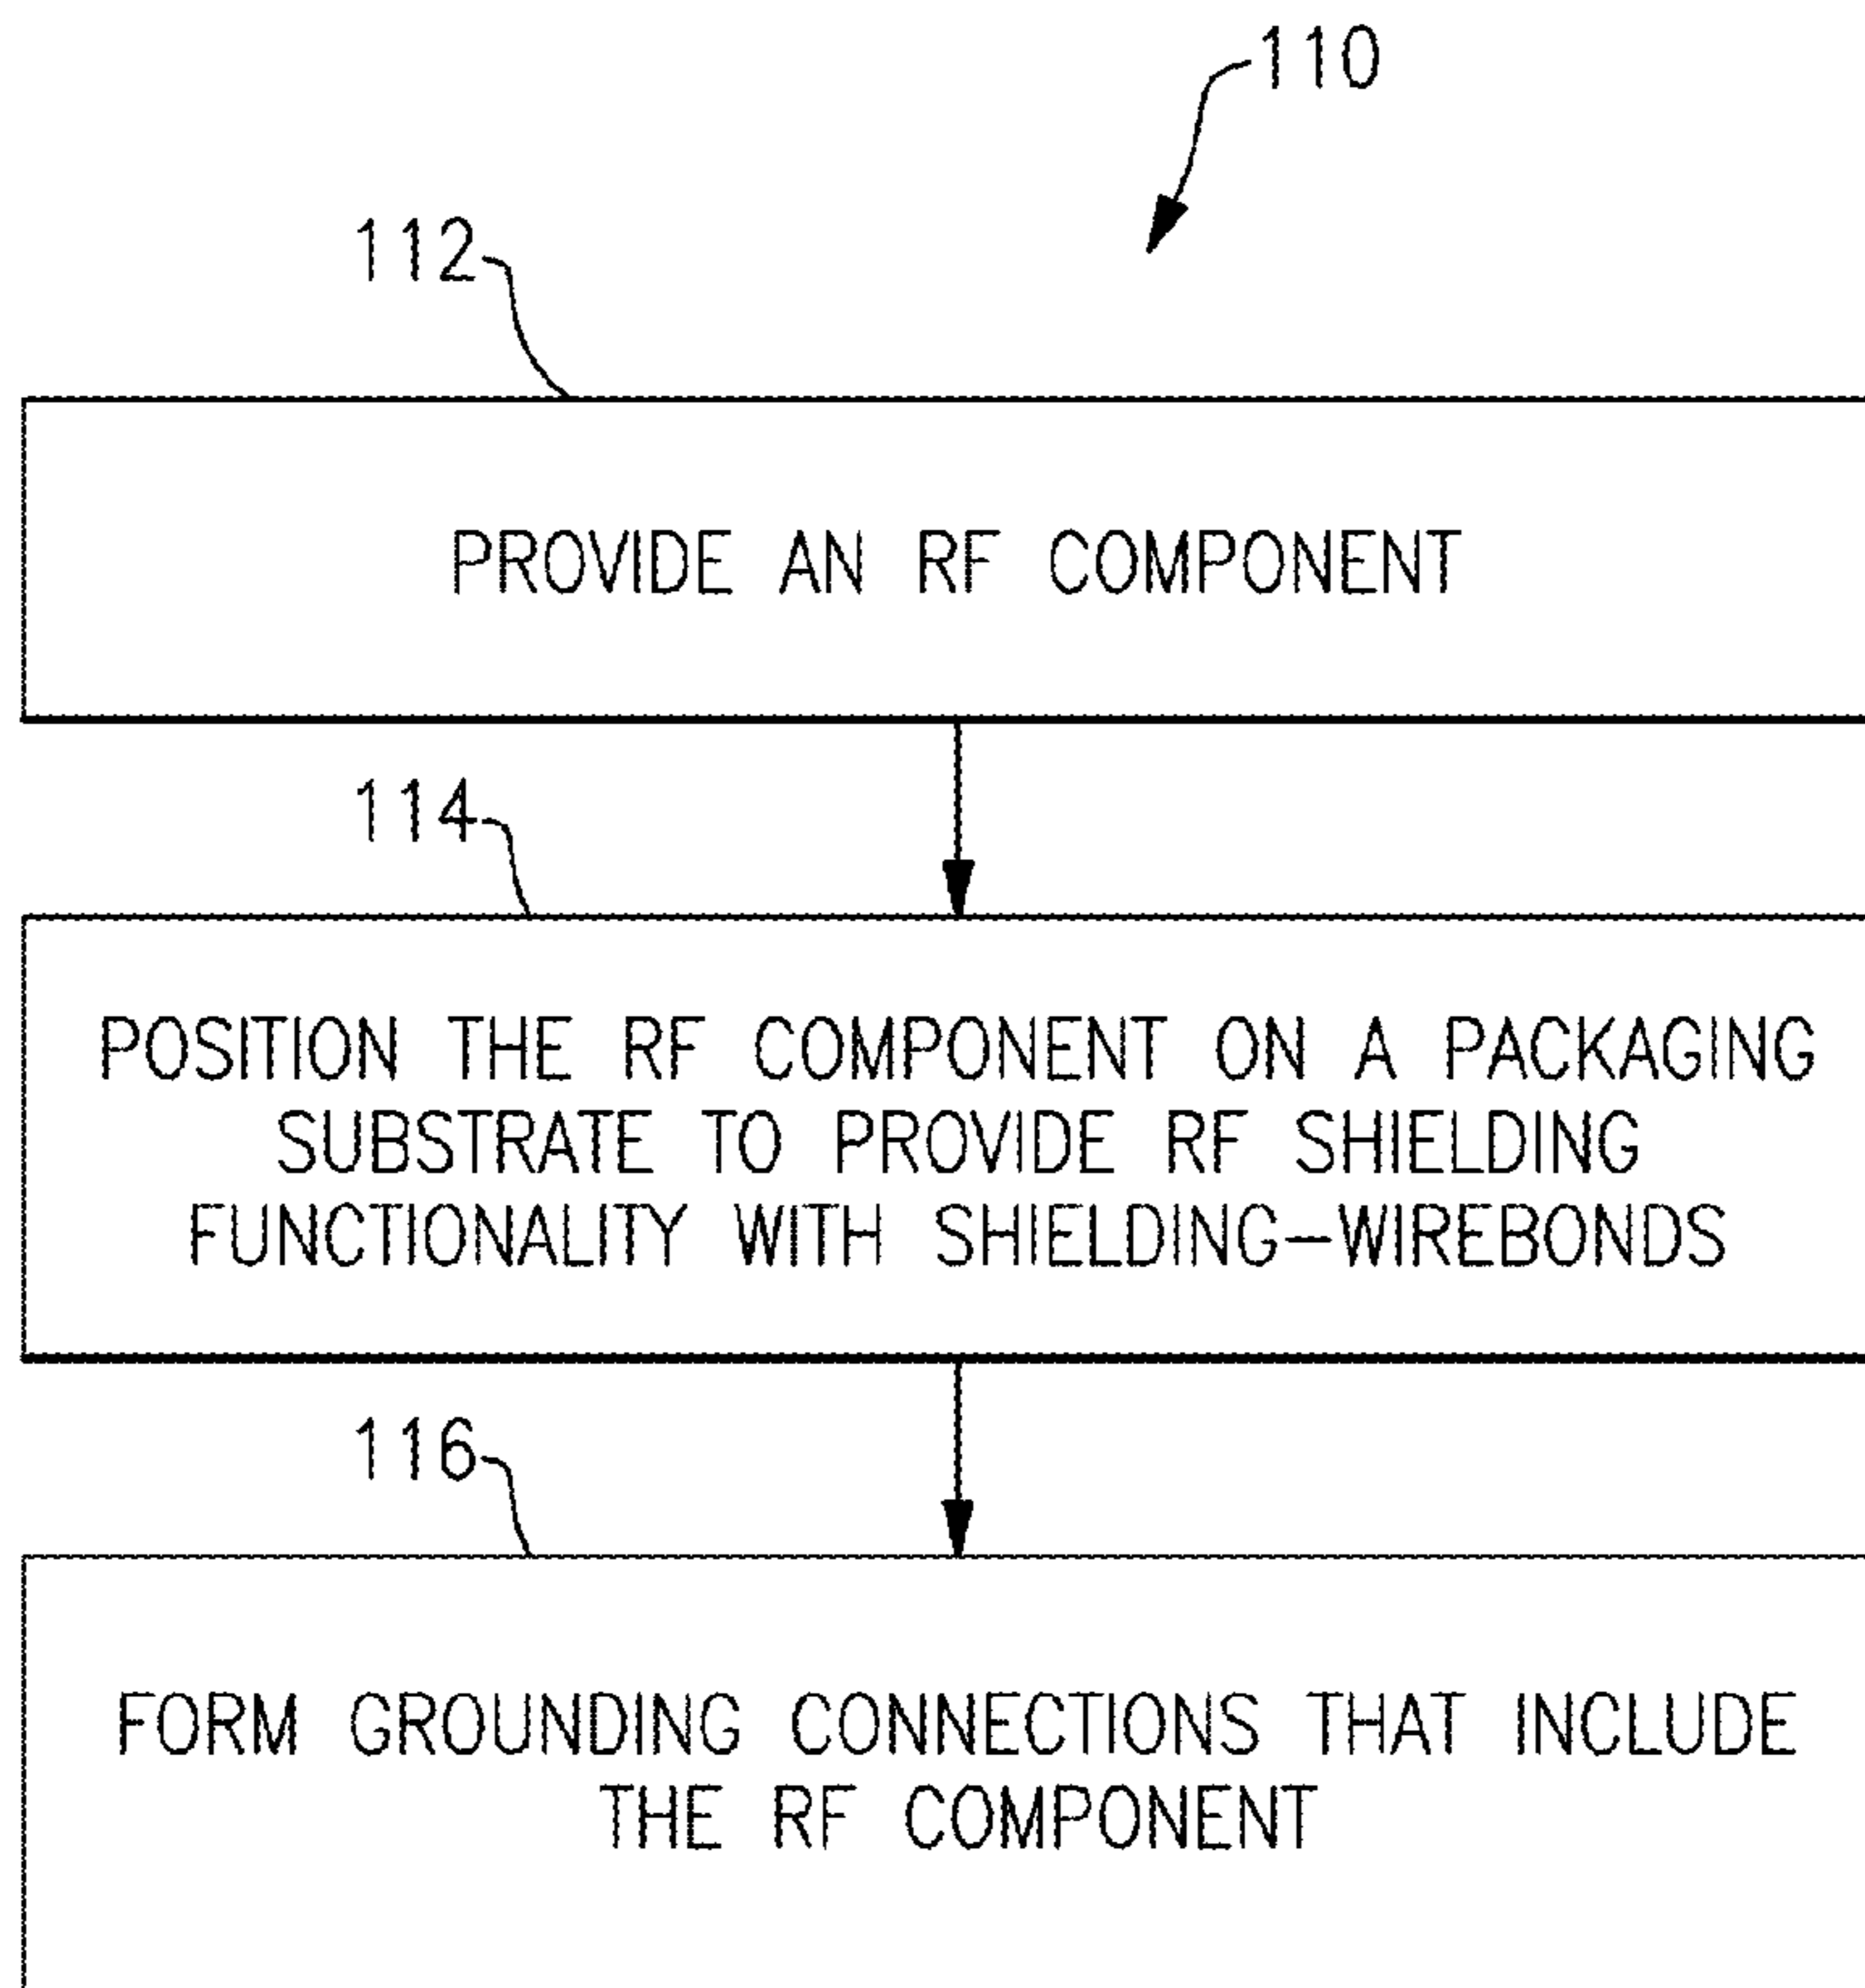 110
112
PROVIDE AN RF COMPONENT
114
POSITION THE RF COMPONENT ON A PACKAGING
SUBSTRATE TO PROVIDE RF SHIELDING
FUNCTIONALITY WITH SHIELDING-WIREBONDS
116
FORM GROUNDING CONNECTIONS THAT INCLUDE
THE RF COMPONENT